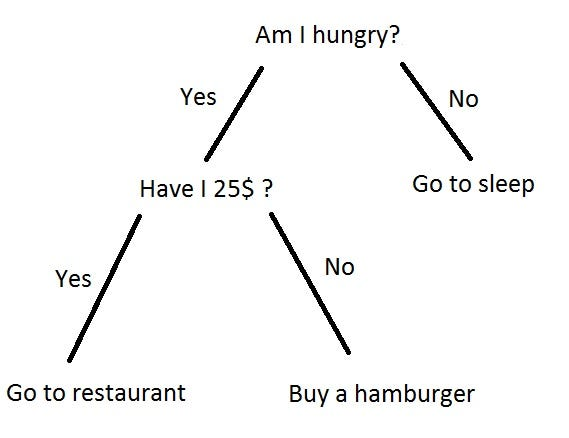 Am I hungry?
Yes
No
Have I 25$ ?
Go to sleep
Yes
No
Go to restaurant
Buy a hamburger